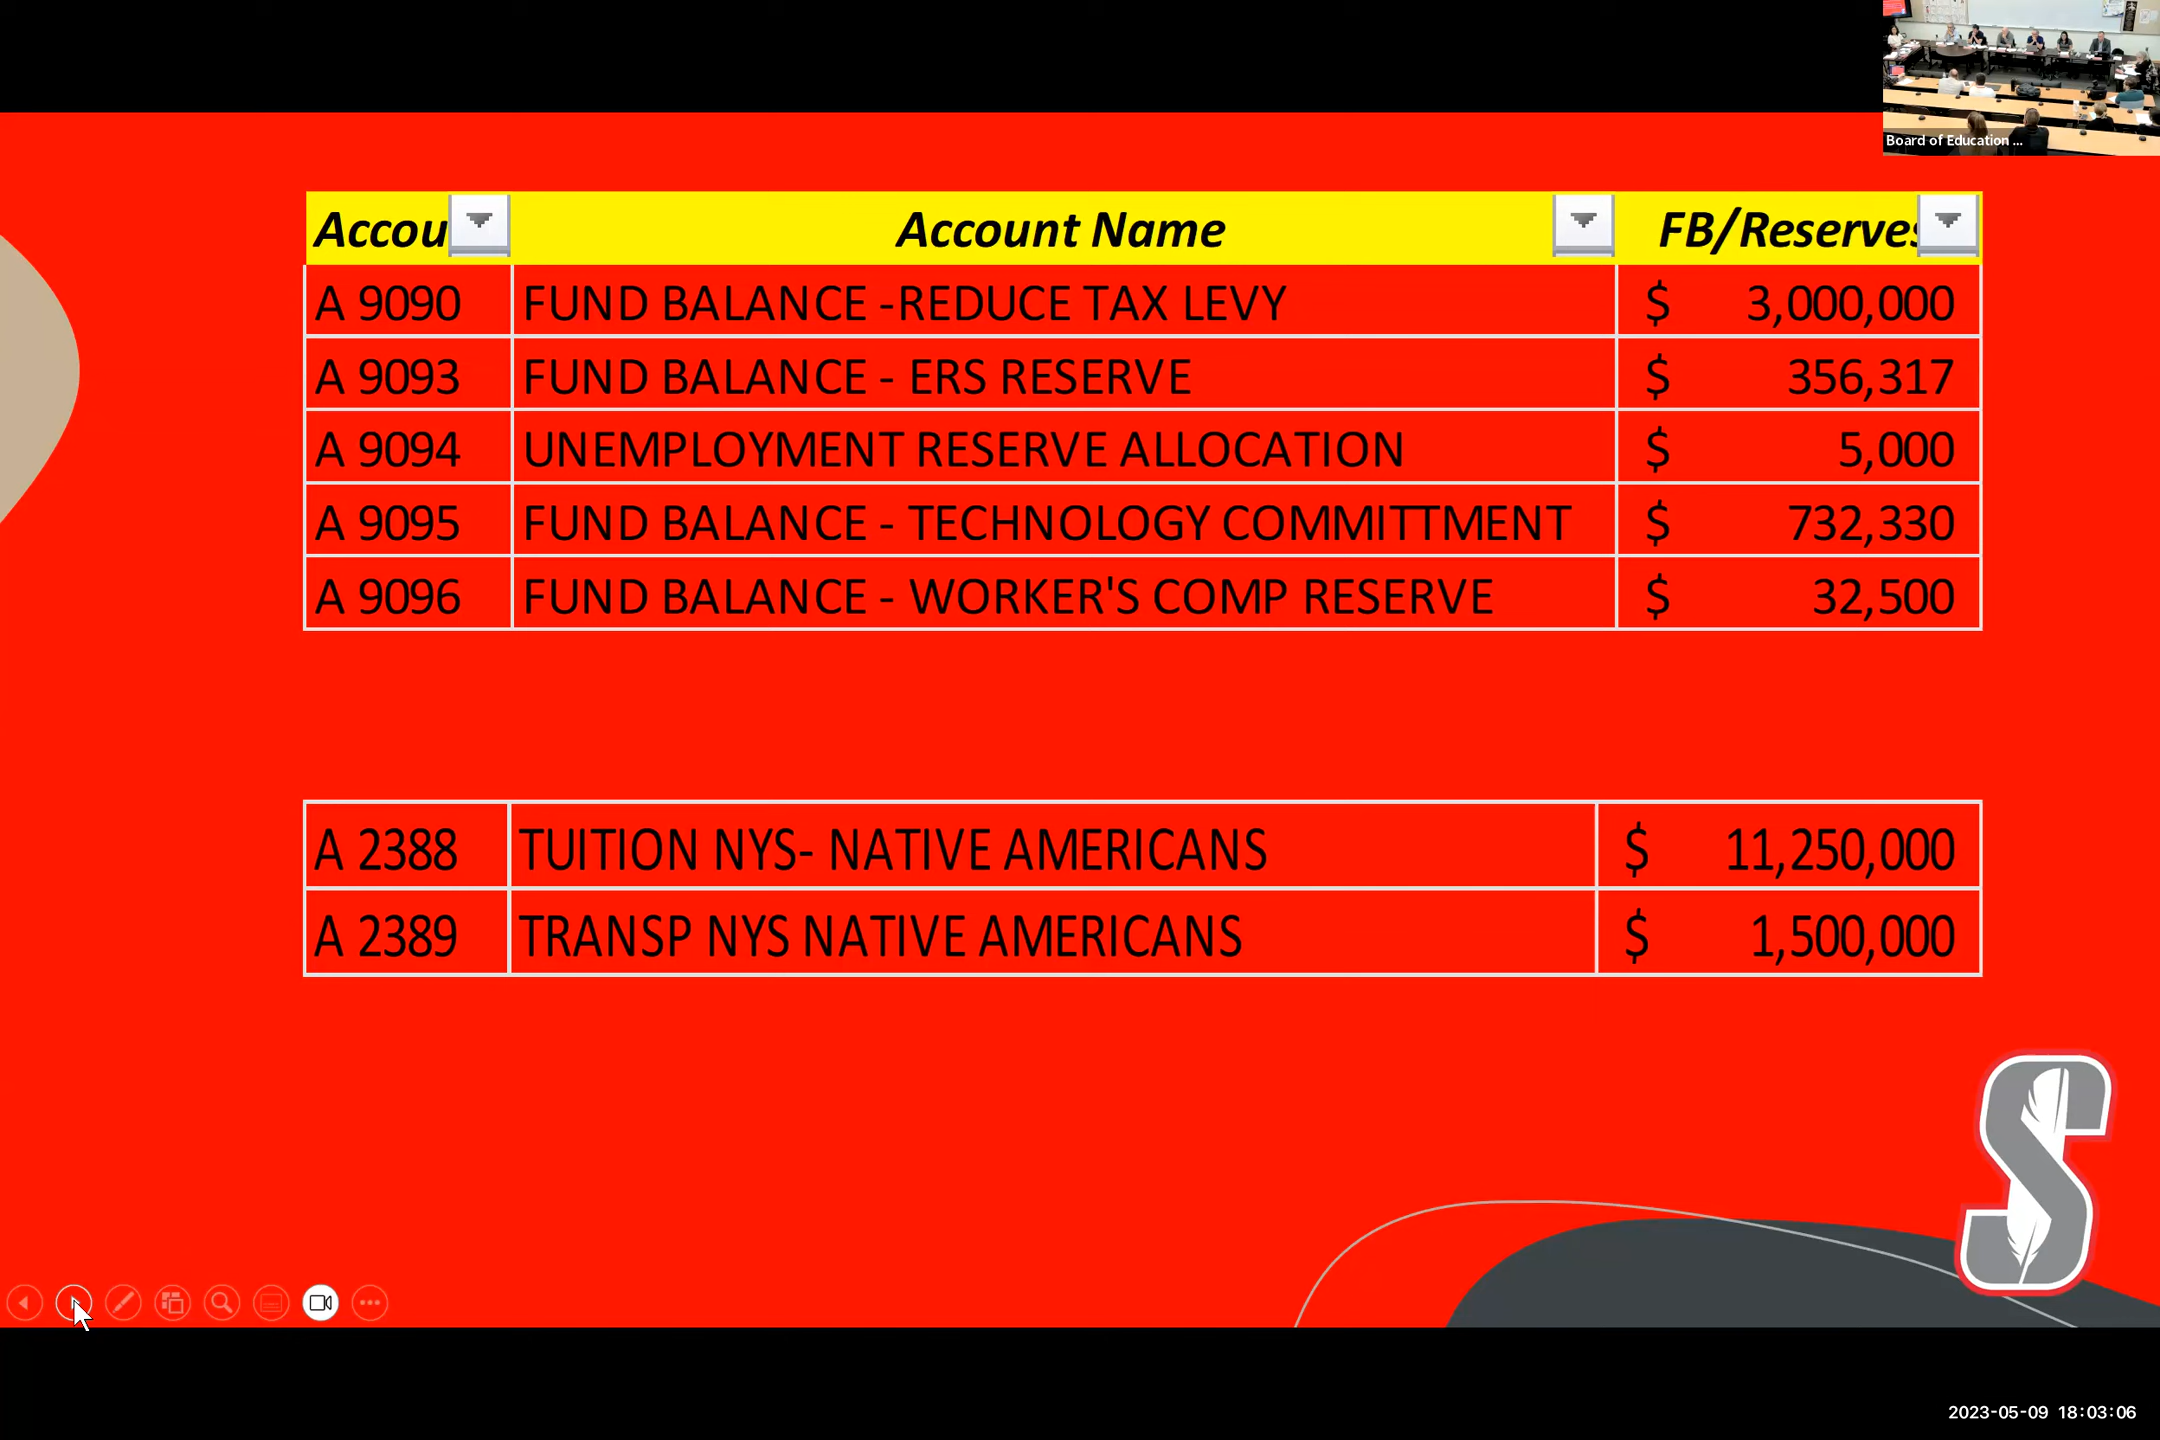 Board of Education ...
Accou Account Name FB/Reserves
A 9090 FUND BALANCE -REDUCE TAX LEVY $ 3,000,000
A 9093 FUND BALANCE - ERS RESERVE $ 356,317
A 9094 UNEMPLOYMENT RESERVE ALLOCATION $ 5,000
A 9095 FUND BALANCE - TECHNOLOGY COMMITTMENT $ 732,330
A 9096 FUND BALANCE - WORKER'S COMP RESERVE $ 32,500
A 2388 TUITION NYS- NATIVE AMERICANS $ 11,250,000
A 2389 TRANSP NYS NATIVE AMERICANS $ 1,500,000
S
2023-05-09 18:03:06